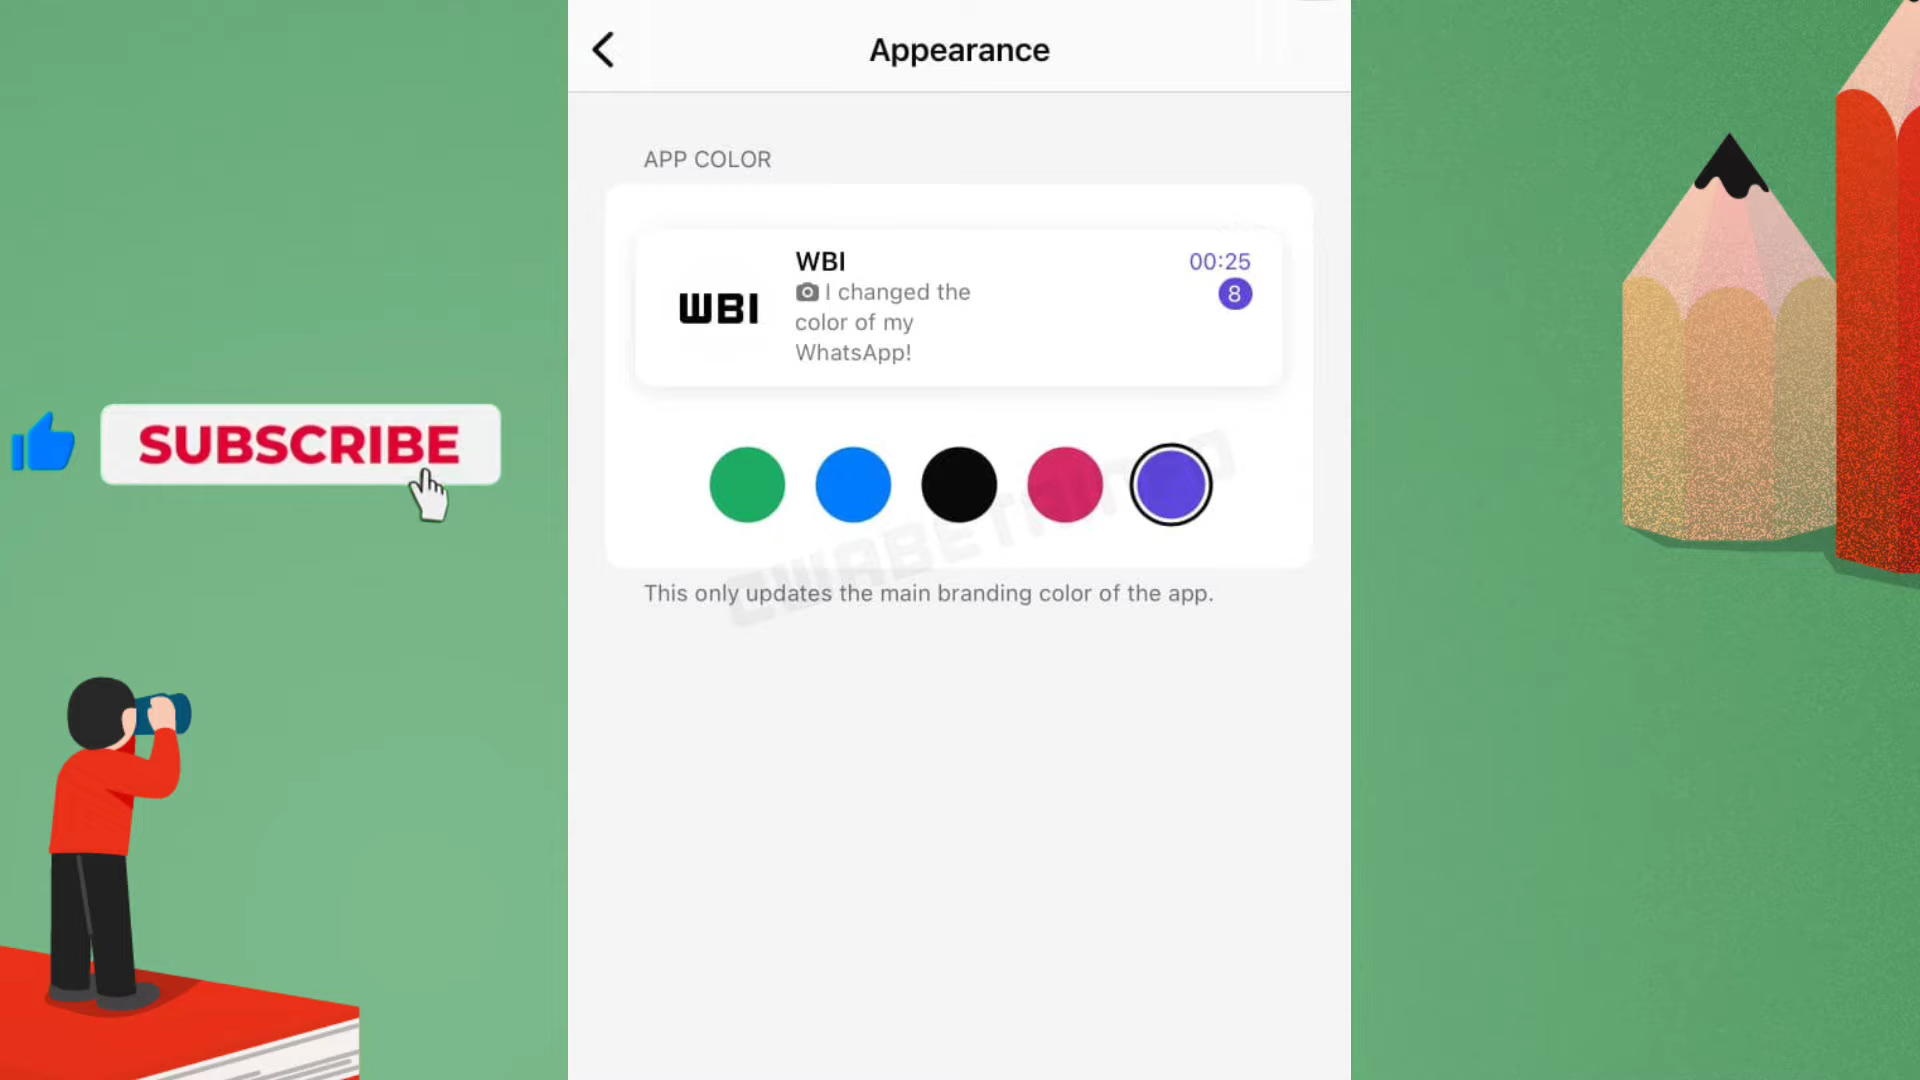 Appearance
APP COLOR
WBI
WBI
00:25
I changed the
8
color of my
WhatsApp!
SUBSCRIBE
This only updates the main branding color of the app.